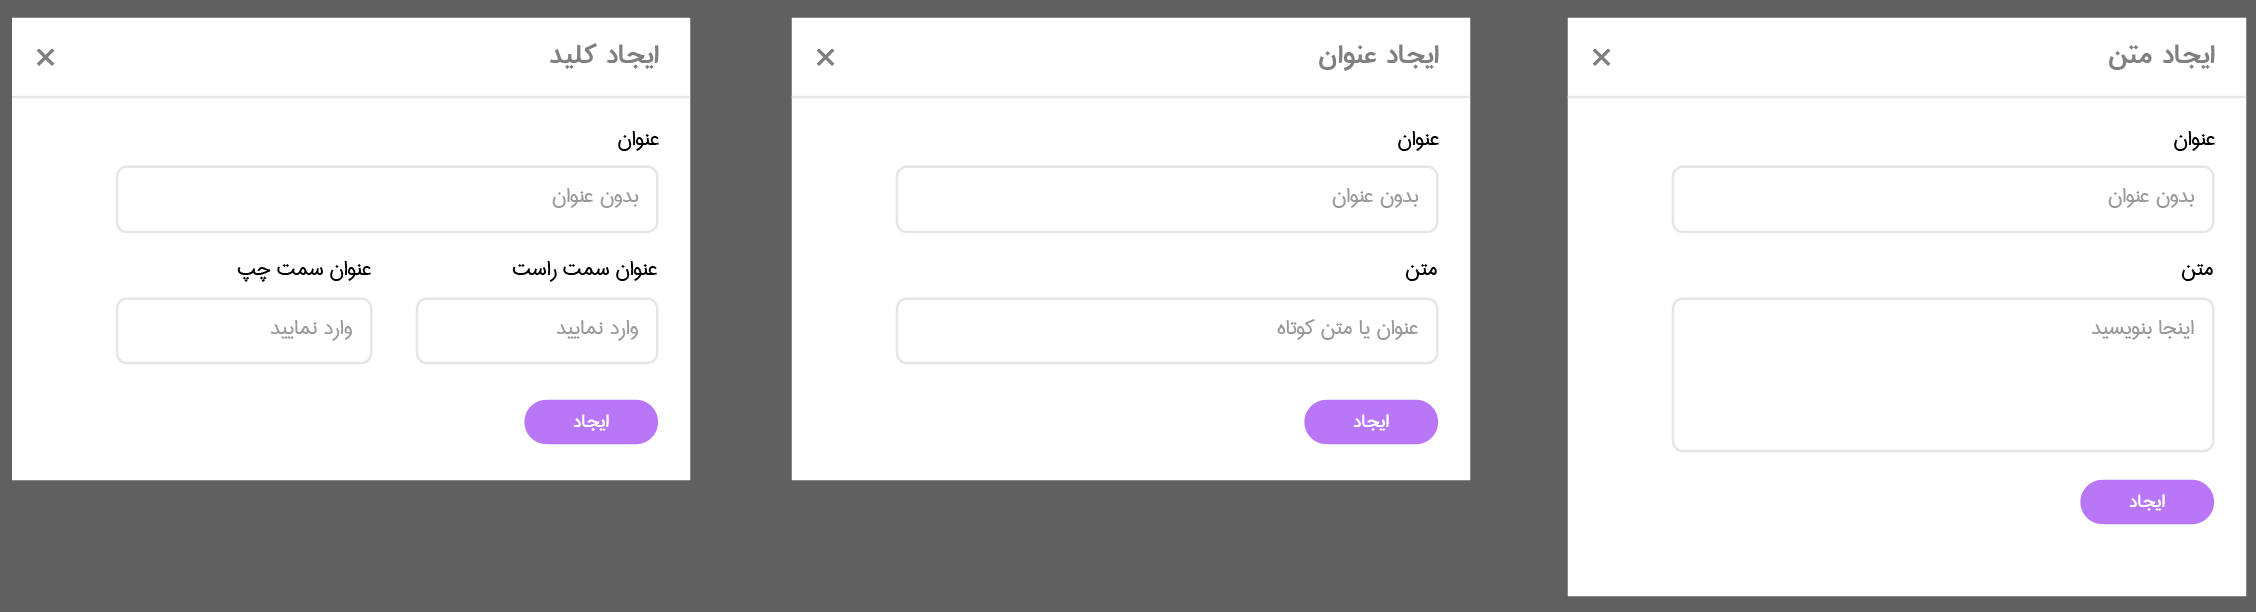 ایجاد متن
عنوان
بدون عنوان
متن
اینجا بنویسید
ایجاد
ایجاد عنوان
عنوان
بدون عنوان
متن
عنوان یا متن کوتاه
ایجاد
ایجاد کلید
عنوان
بدون عنوان
عنوان سمت راست
وارد نمایید
عنوان سمت چپ
وارد نمایید
ایجاد